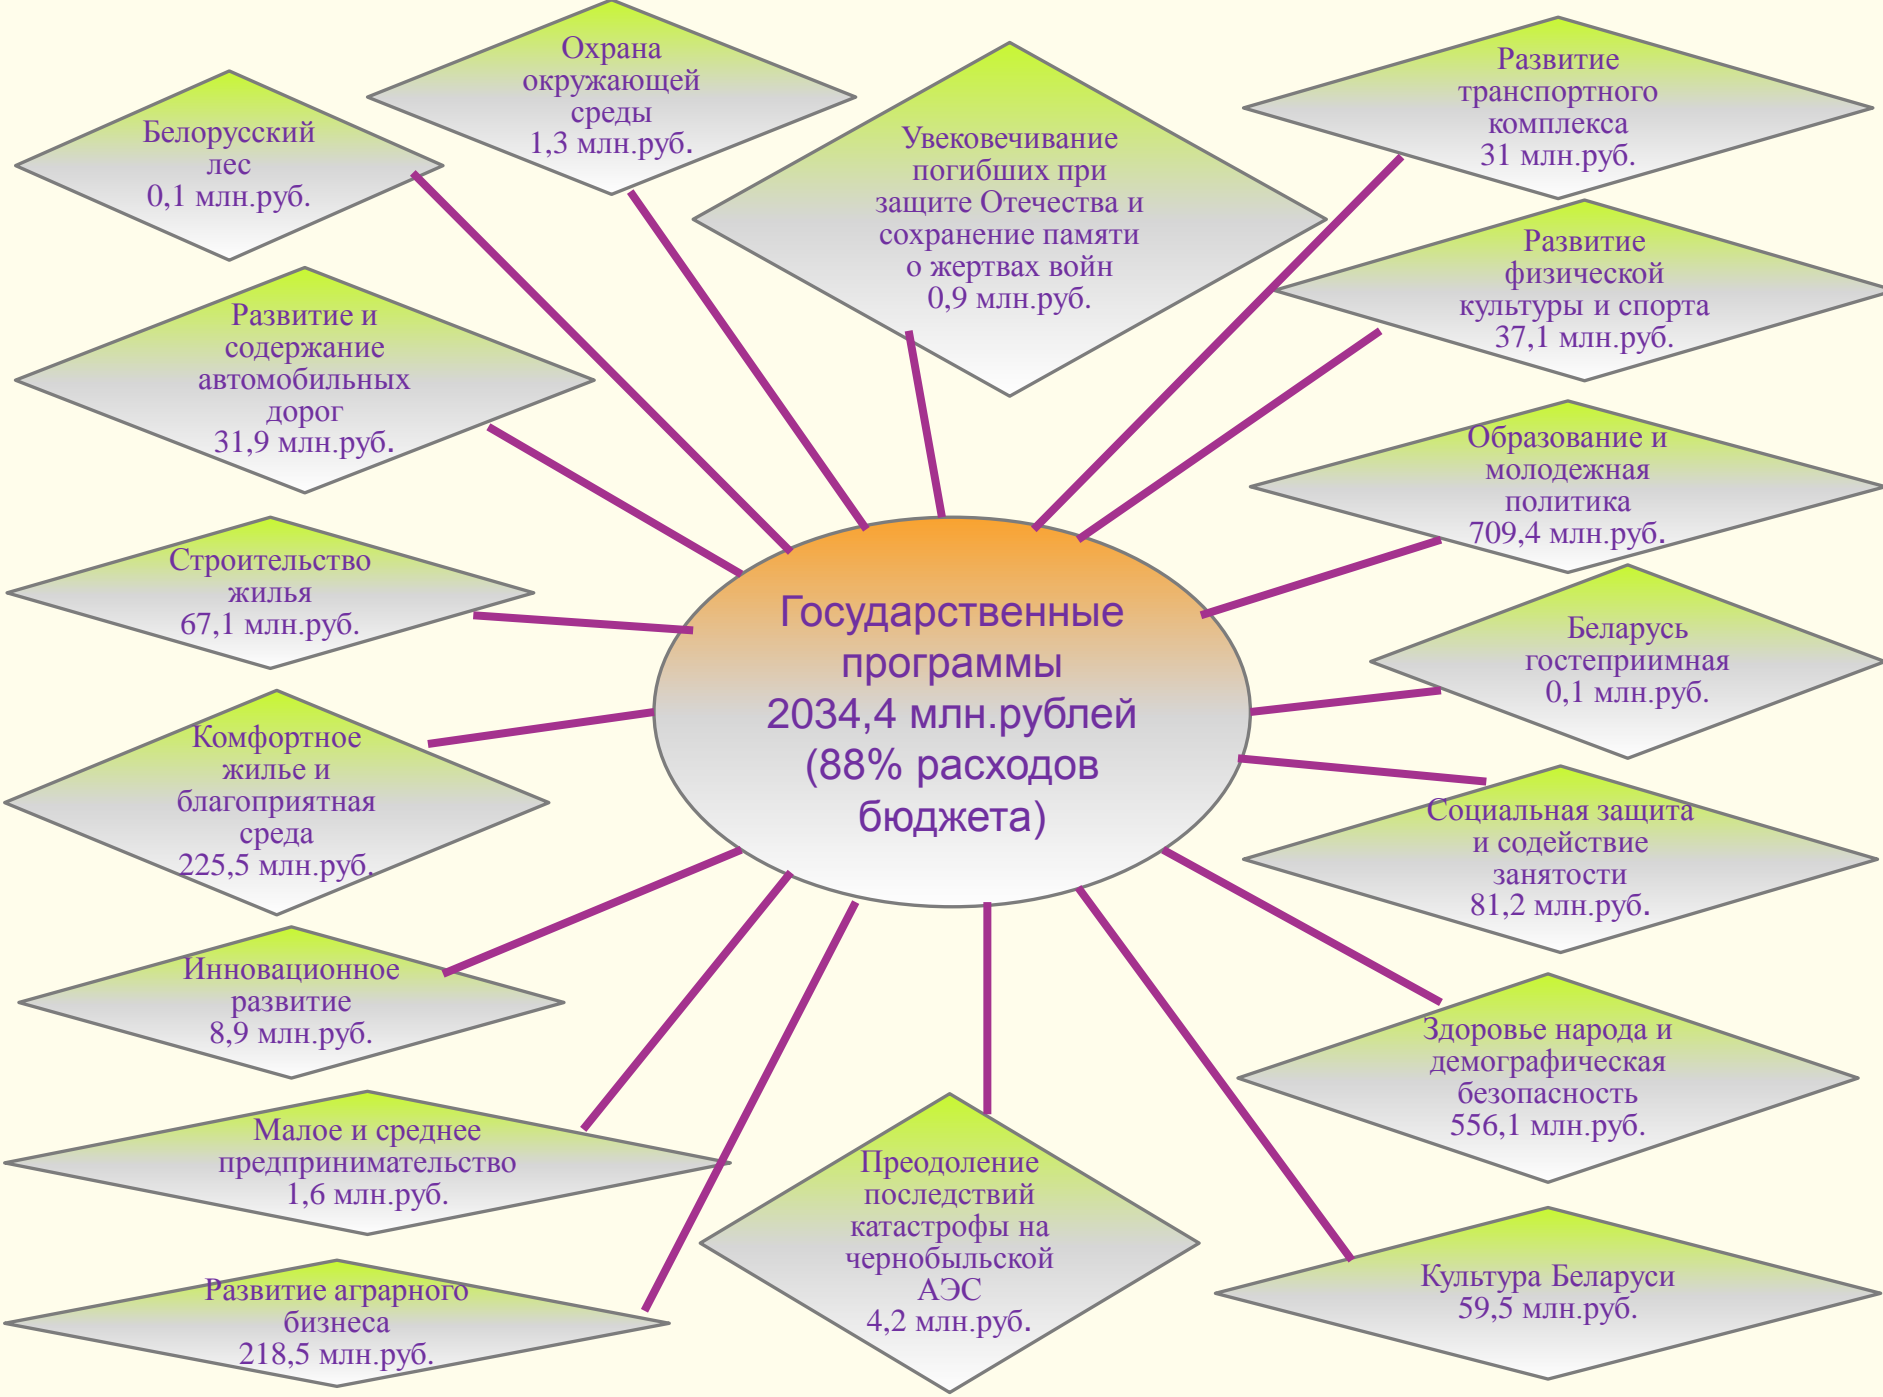 Охрана
окружающей
среды
1,3 млн.руб.
Белорусский
лес
0,1 млн.руб.
Увековечивание
погибших при
защите Отечества и
сохранение памяти
о жертвах войн
0,9 млн.руб.
Развитие
транспортного
комплекса
31 млн.руб.
Развитие
физической
культуры и спорта
37,1 млн.руб.
Развитие и
содержание
автомобильных
дорог
31,9 млн.руб.
Образование и
молодежная
политика
709,4 млн.руб.
Строительство
жилья
67,1 млн.руб.
Государственные
программы
2034,4 млн.рублей
(88% расходов
бюджета)
Беларусь
гостеприимная
0,1 млн.руб.
Комфортное
жилье и
благоприятная
среда
225,5 млн.руб.
Социальная защита
и содействие
занятости
81,2 млн.руб.
Инновационное
развитие
8,9 млн.руб.
Здоровье народа и
демографическая
безопасность
556,1 млн.руб.
Малое и среднее
предпринимательство
1,6 млн.руб.
Преодоление
последствий
катастрофы на
чернобыльской
АЭС
4,2 млн.руб.
Культура Беларуси
59,5 млн.руб.
Развитие аграрного
бизнеса
218,5 млн.руб.